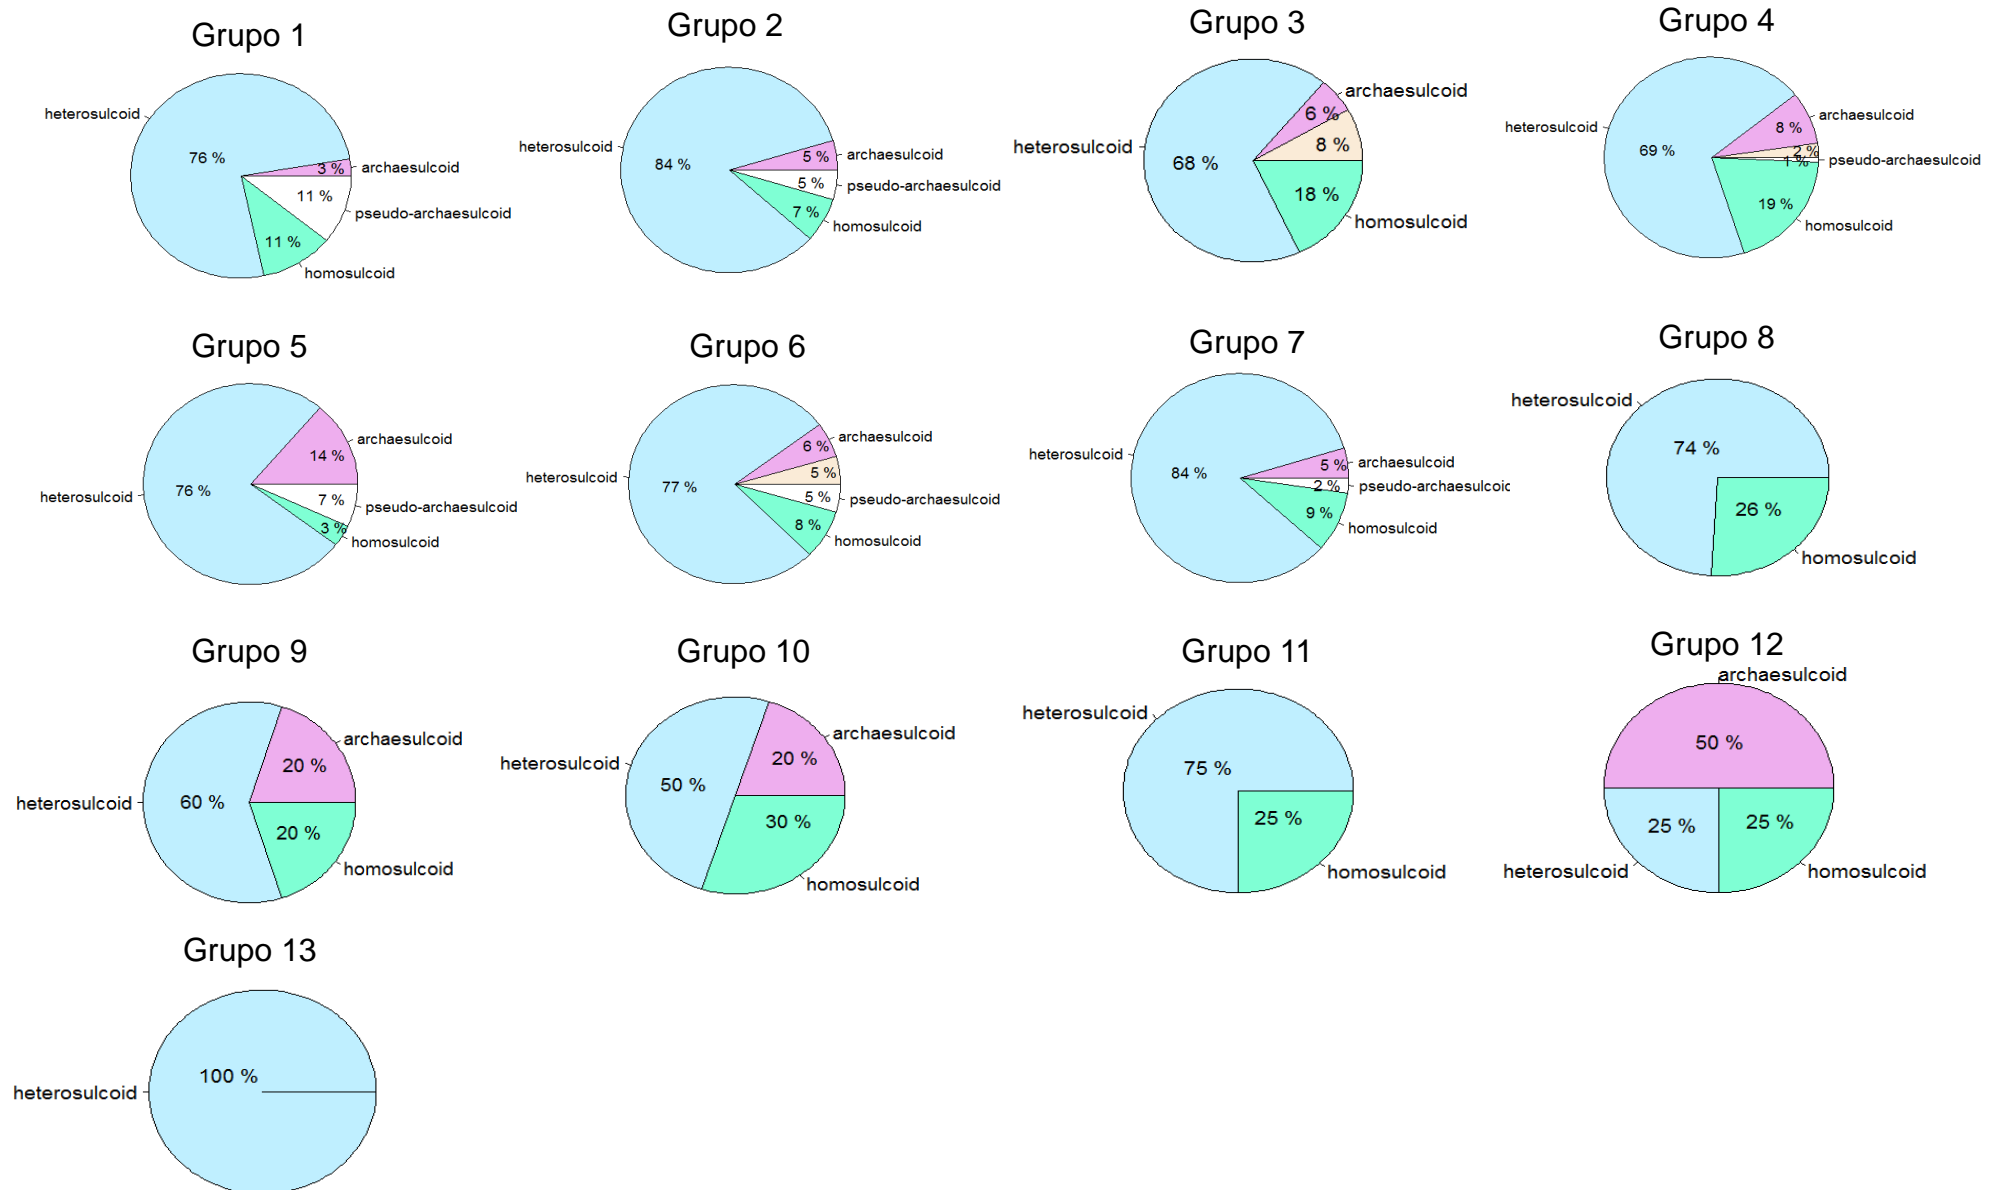 Grupo 1
heterosulcoid
76 %
3 %
archaesulcoid
11 %
pseudo-archaesulcoid
11 %
homosulcoid
Grupo 2
heterosulcoid
84 %
5 %
archaesulcoid
5 %
pseudo-archaesulcoid
7 %
homosulcoid
Grupo 3
archaesulcoid
6 %
heterosulcoid
8 %
68 %
18 %
homosulcoid
Grupo 4
archaesulcoid
heterosulcoid
8 %
69 %
2 %
1 %
pseudo-archaesulcoid
19 %
homosulcoid
Grupo 5
archaesulcoid
14 %
heterosulcoid
76 %
7 %
pseudo-archaesulcoid
3 %
homosulcoid
Grupo 6
archaesulcoid
6 %
heterosulcoid
5 %
77 %
5 %
pseudo-archaesulcoid
8 %
homosulcoid
Grupo 7
heterosulcoid
84 %
5 %
archaesulcoid
2 %
pseudo-archaesulcoic
9 %
homosulcoid
Grupo 8
heterosulcoid
74 %
26 %
homosulcoid
Grupo 9
archaesulcoid
20 %
heterosulcoid
60 %
20 %
homosulcoid
Grupo 10
archaesulcoid
20 %
heterosulcoid
50 %
30 %
homosulcoid
Grupo 11
heterosulcoid
75 %
25 %
homosulcoid
Grupo 12
archaesulcoid
50 %
25 %
25 %
heterosulcoid
homosulcoid
Grupo 13
100 %
heterosulcoid